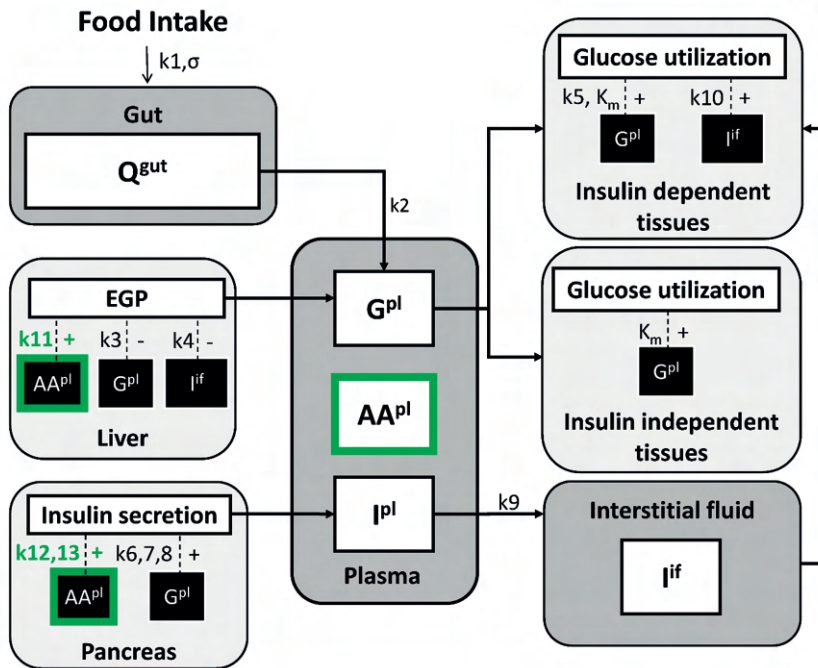 Food Intake
k1,σ
Gut
Q^gut
k2
EGP
k11 + k3 - k4 -
AA^pl G^pl I^if
Liver
Insulin secretion
k12,13 + k6,7,8 +
AA^pl G^pl
Pancreas
G^pl
AA^pl
I^pl
Plasma
k9
Glucose utilization
k5, K_m + k10 +
G^pl I^if
Insulin dependent
tissues
Glucose utilization
K_m +
G^pl
Insulin independent
tissues
Interstitial fluid
I^if